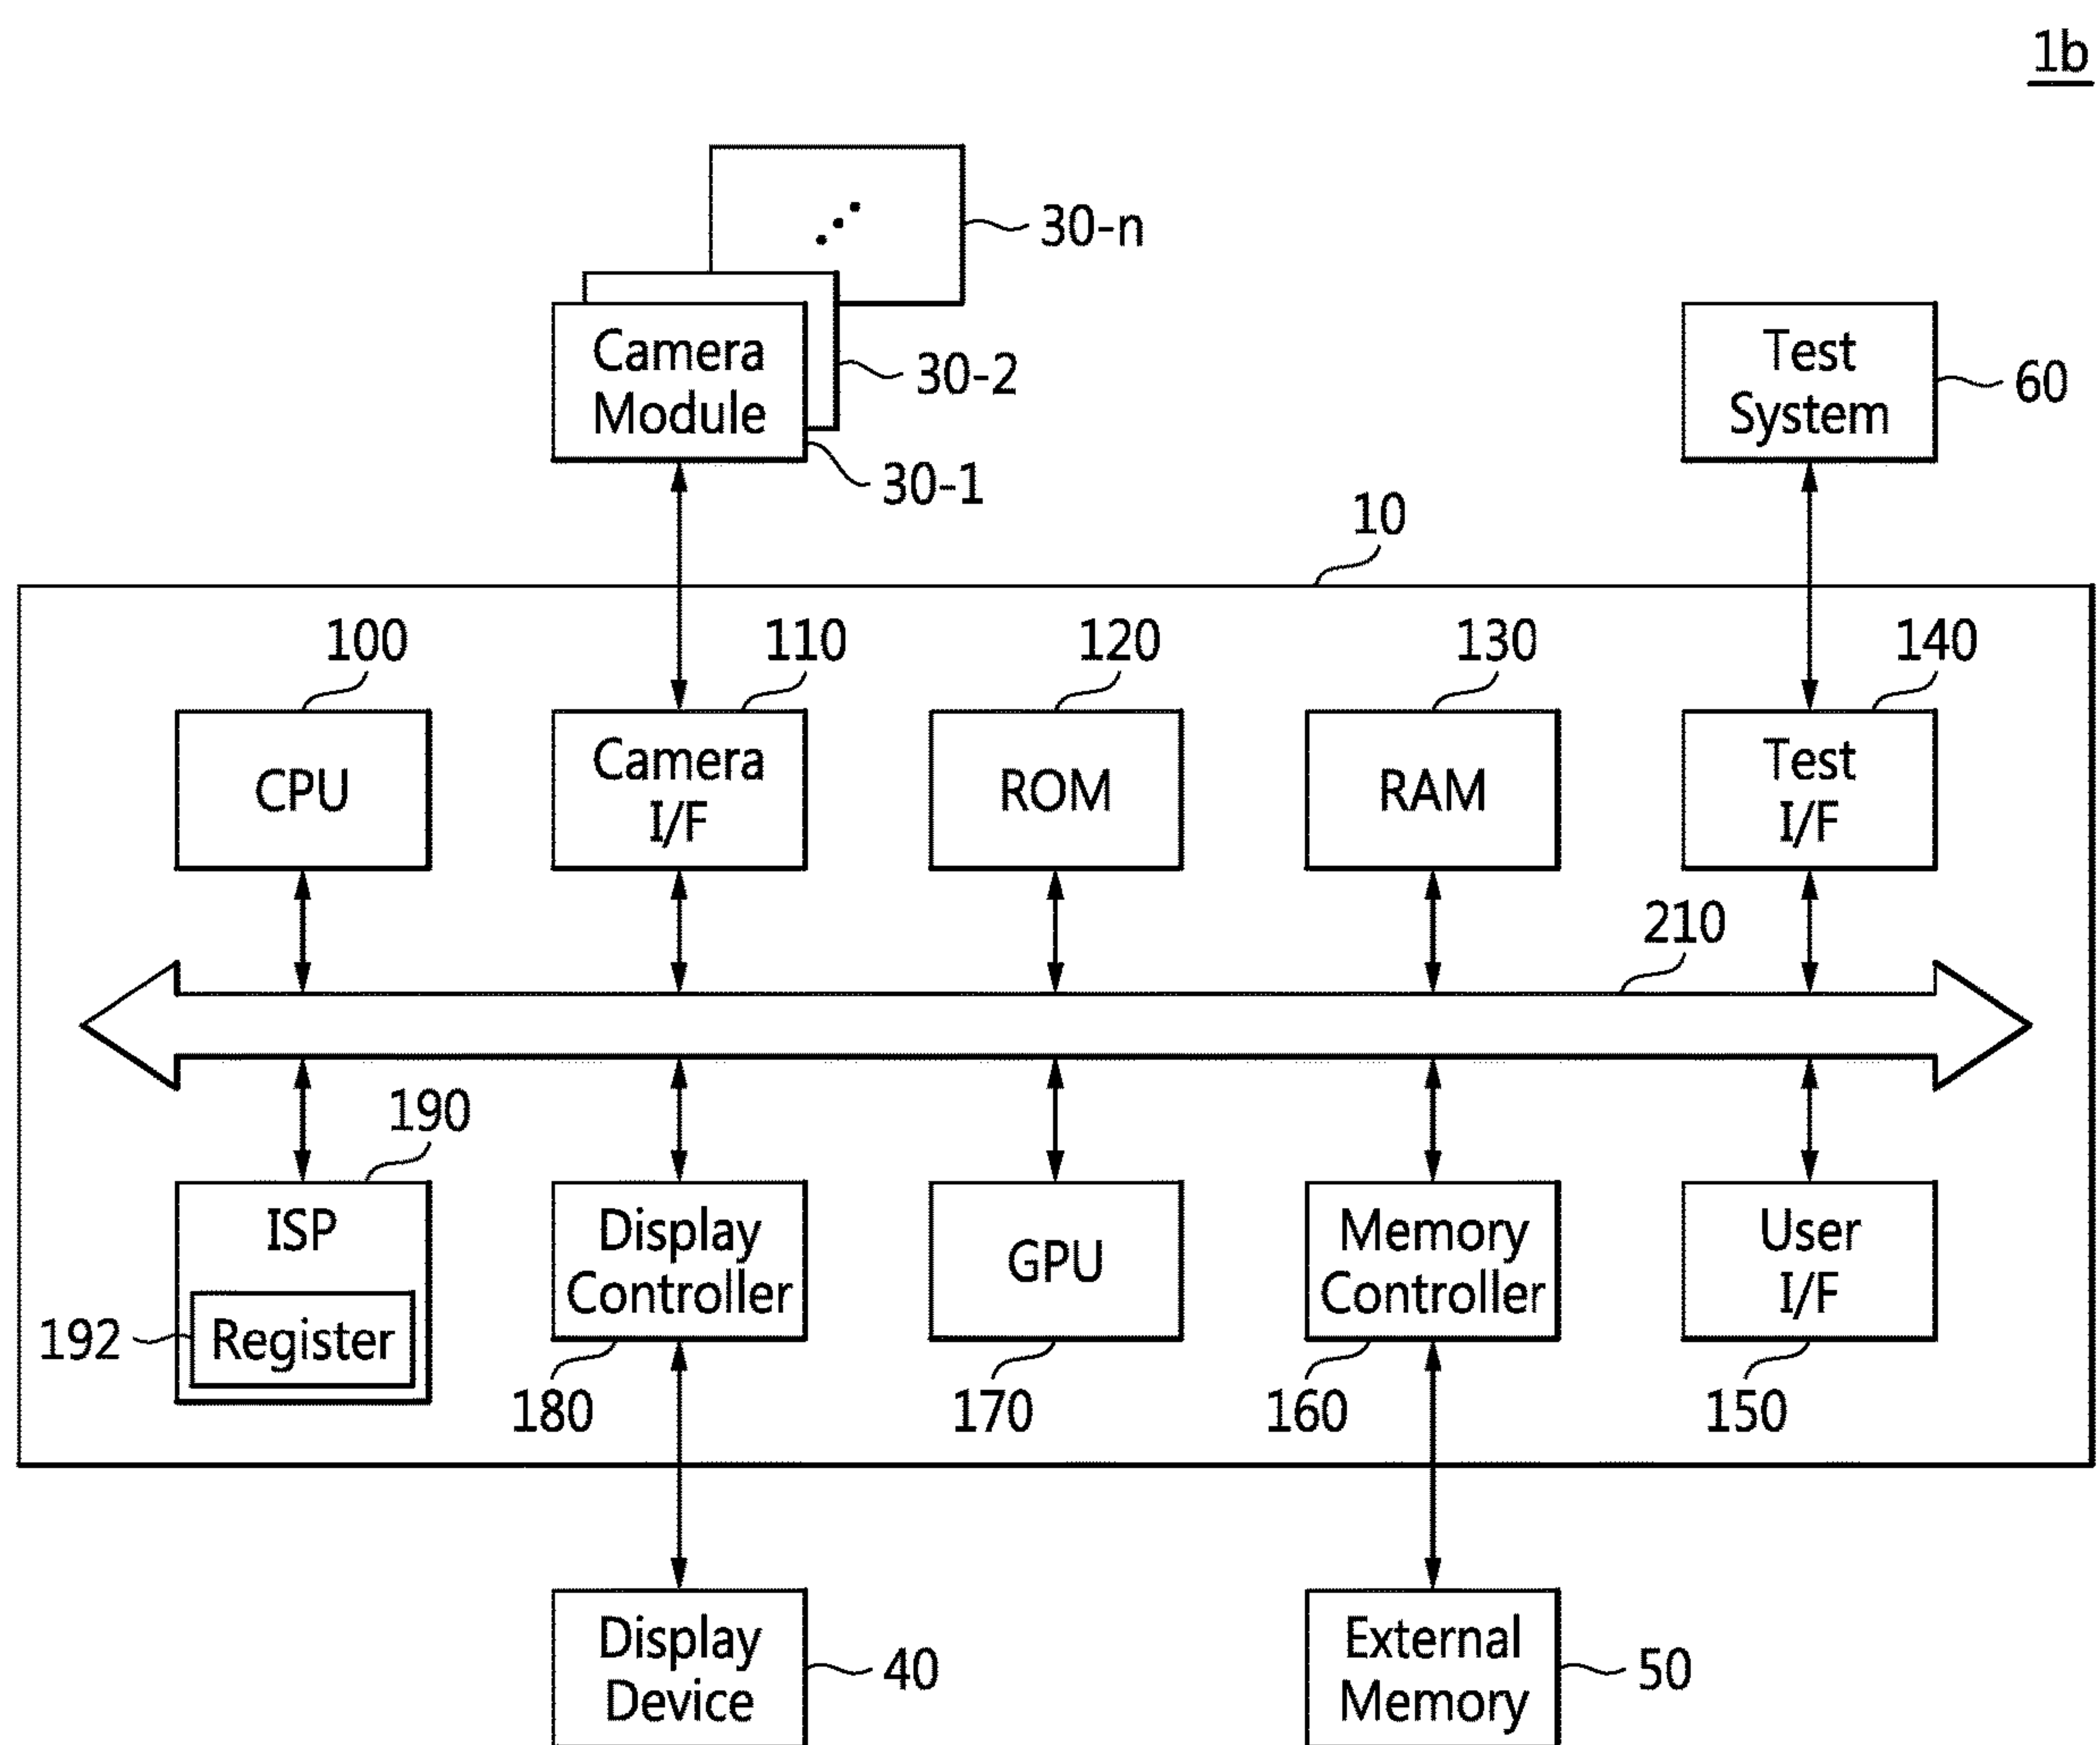 1b
30-n
Camera
Module
30-2
30-1
Test
System
60
10
100
110
120
130
140
CPU
Camera
I/F
ROM
RAM
Test
I/F
210
190
ISP
Register
192
Display
Controller
180
GPU
170
Memory
Controller
160
User
I/F
150
Display
Device
40
External
Memory
50